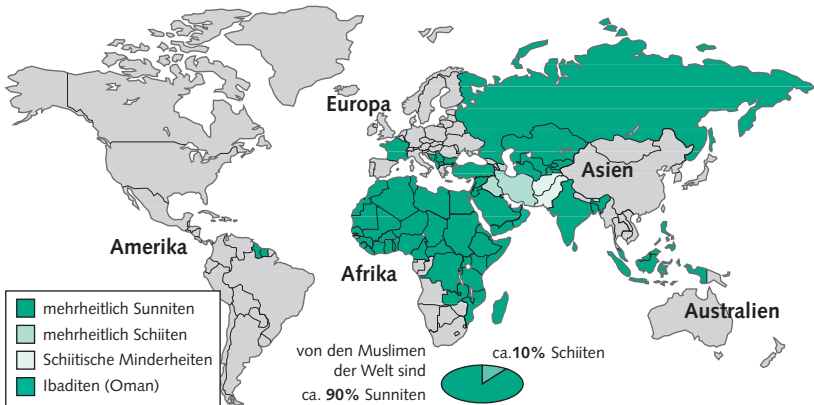 Europa
Asien
Amerika
Afrika
Australien
mehrheitlich Sunniten
mehrheitlich Schiiten
Schiitische Minderheiten
Ibaditen (Oman)
von den Muslimen
der Welt sind
ca. 90% Sunniten
ca.10% Schiiten